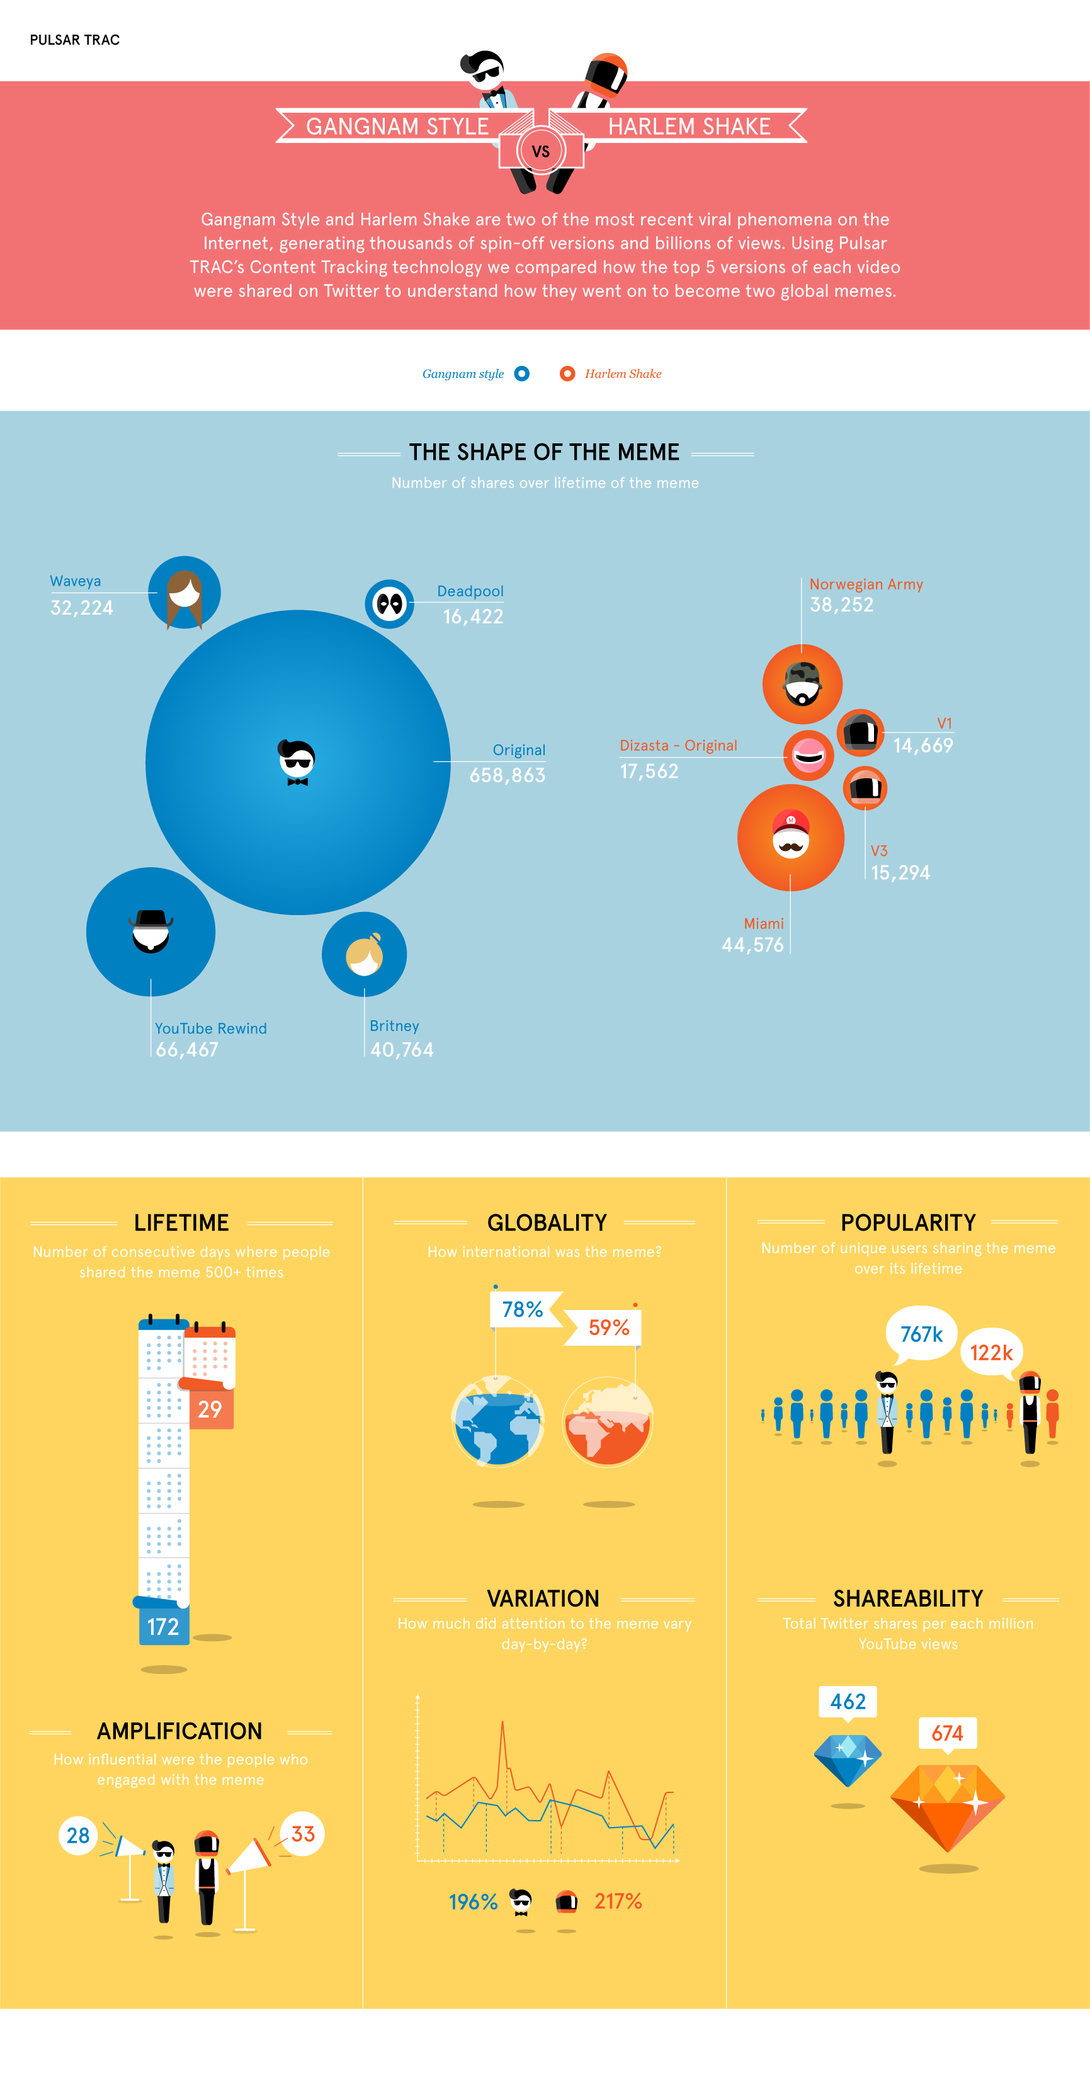 PULSAR TRAC
GANGNAM STYLE
VS
HARLEM SHAKE
Gangnam Style and Harlem Shake are two of the most recent viral phenomena on the
Internet, generating thousands of spin-off versions and billions of views. Using Pulsar
TRAC’s Content Tracking technology we compared how the top 5 versions of each video
were shared on Twitter to understand how they went on to become two global memes.
Gangnam style
Harlem Shake
THE SHAPE OF THE MEME
Number of shares over lifetime of the meme
Waveya
32,224
Deadpool
16,422
Original
658,863
YouTube Rewind
66,467
Britney
40,764
Norwegian Army
38,252
V1
14,669
Dizasta - Original
17,562
M
V3
15,294
Miami
44,576
LIFETIME
Number of consecutive days where people
shared the meme 500+ times
29
172
AMPLIFICATION
How influential were the people who
engaged with the meme
28
33
GLOBALITY
How international was the meme?
78%
59%
VARIATION
How much did attention to the meme vary
day-by-day?
196%
217%
POPULARITY
Number of unique users sharing the meme
over its lifetime
767k
122k
SHAREABILITY
Total Twitter shares per each million
YouTube views
462
674